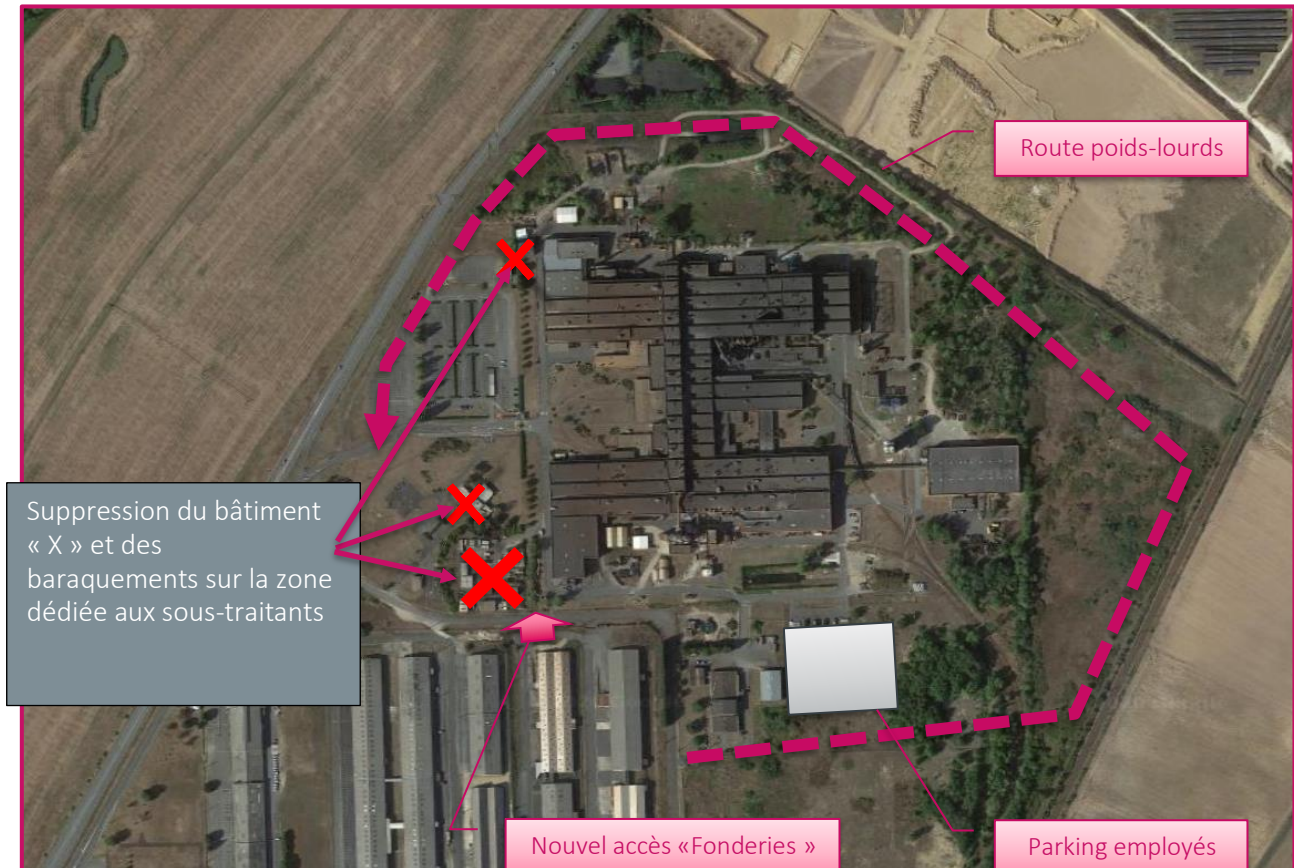 Route poids-lourds
Suppression du bâtiment
« X » et des
baraquements sur la zone
dédiée aux sous-traitants
Nouvel accès «Fonderies »
Parking employés